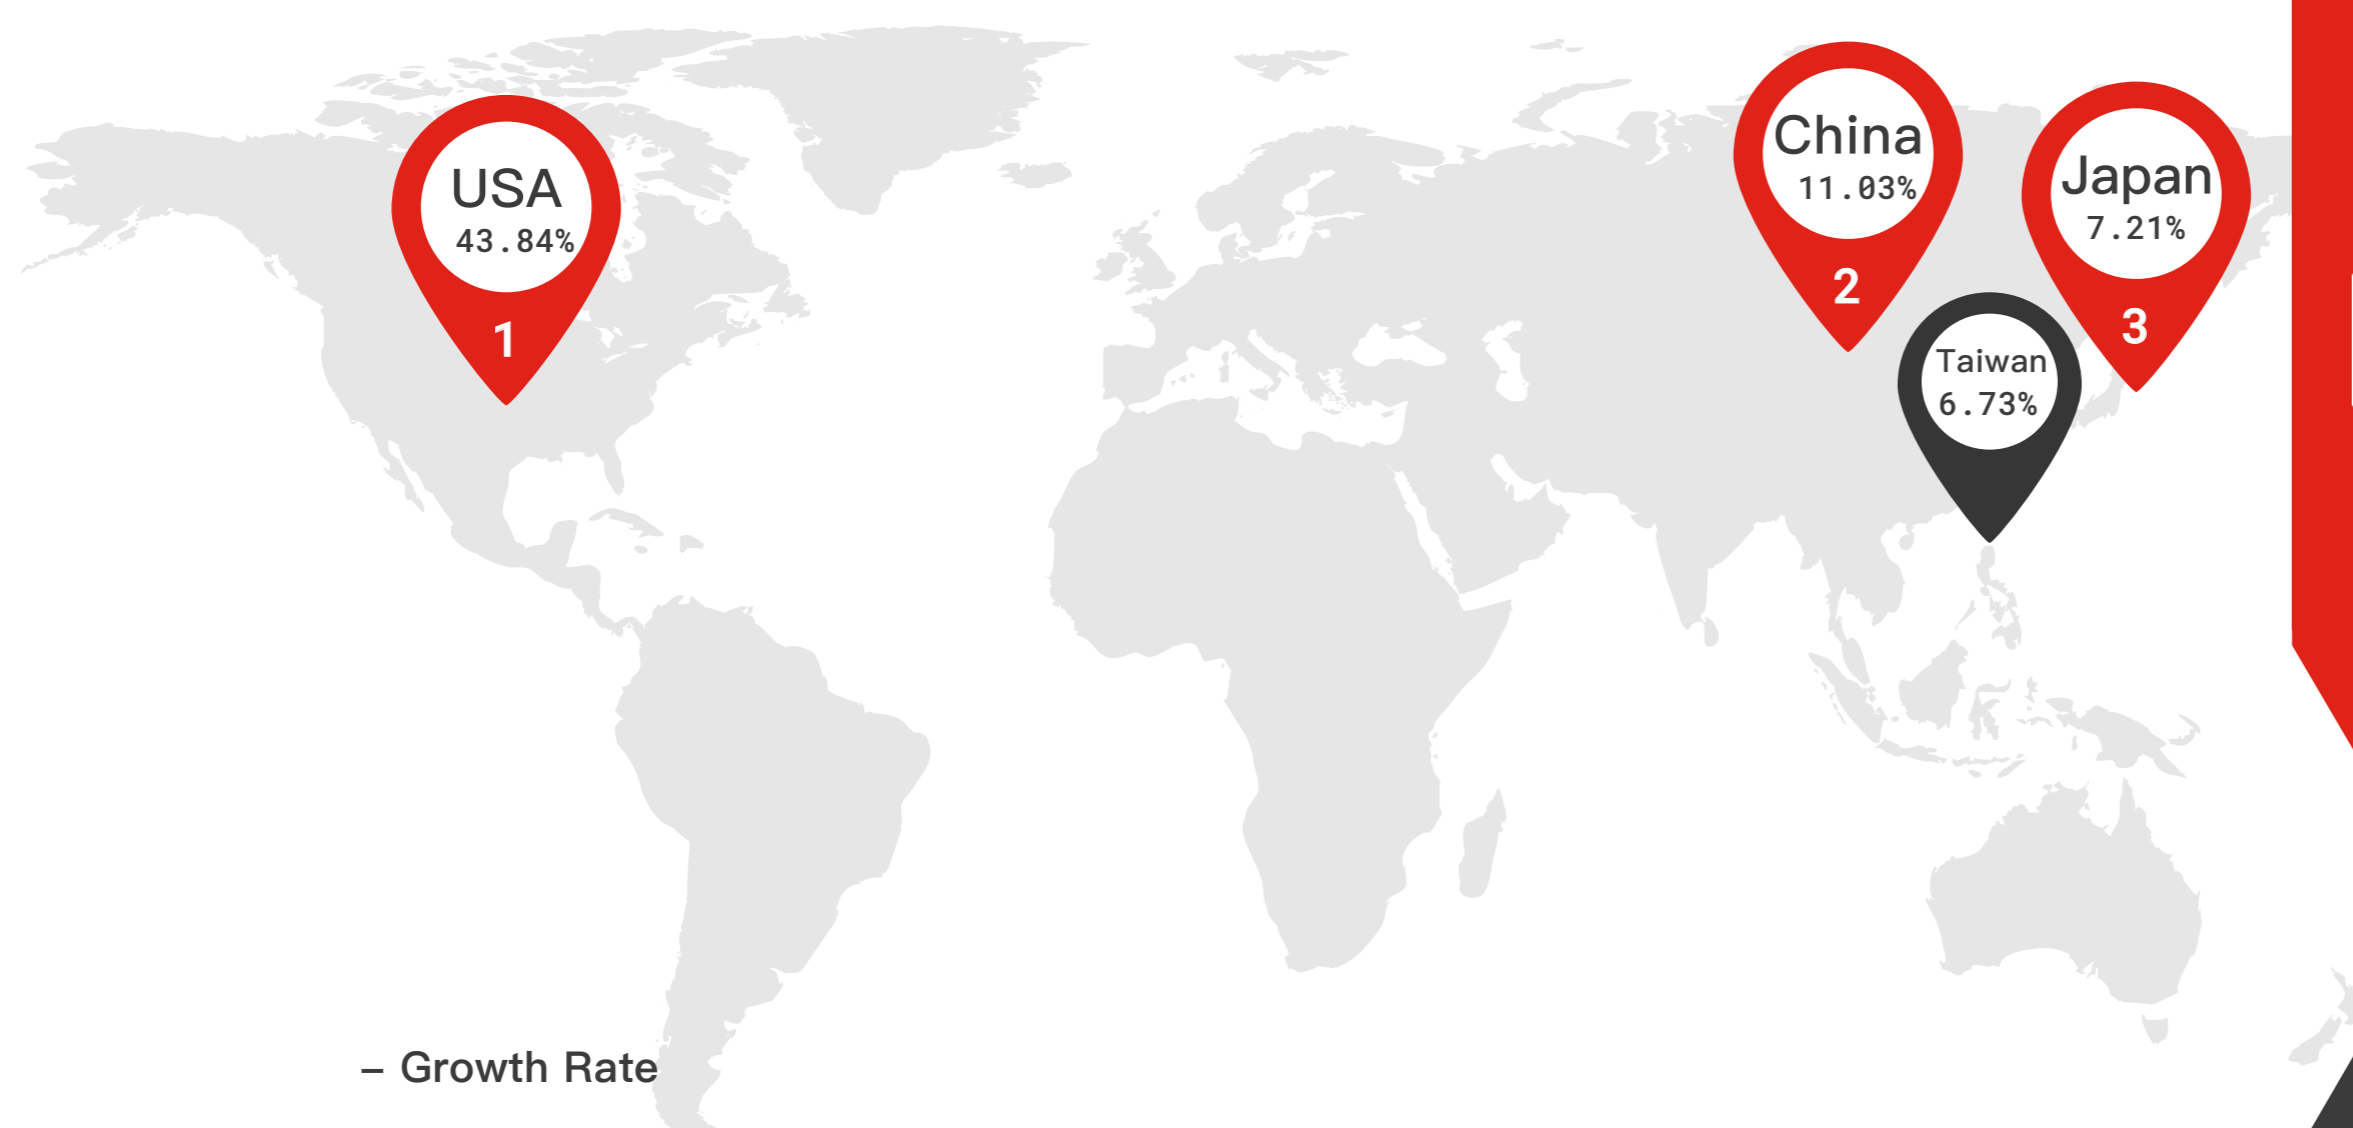 USA
43.84%
1
China
11.03%
2
Japan
7.21%
3
Taiwan
6.73%
– Growth Rate